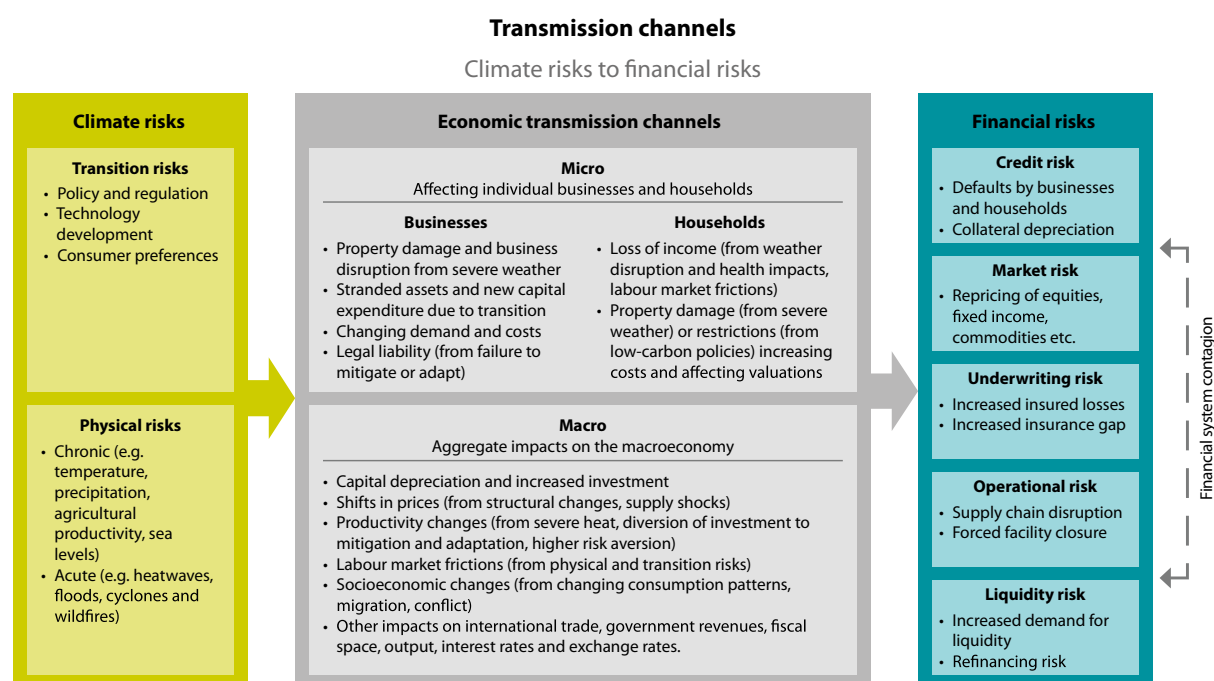 Transmission channels
Climate risks to financial risks
Climate risks
Transition risks
• Policy and regulation
• Technology
development
• Consumer preferences
Physical risks
• Chronic (e.g.
temperature,
precipitation,
agricultural
productivity, sea
levels)
• Acute (e.g. heatwaves,
floods, cyclones and
wildfires)
Economic transmission channels
Micro
Affecting individual businesses and households
Businesses
• Property damage and business
disruption from severe weather
• Stranded assets and new capital
expenditure due to transition
• Changing demand and costs
• Legal liability (from failure to
mitigate or adapt)
Households
• Loss of income (from weather
disruption and health impacts,
labour market frictions)
• Property damage (from severe
weather) or restrictions (from
low-carbon policies) increasing
costs and affecting valuations
Macro
Aggregate impacts on the macroeconomy
• Capital depreciation and increased investment
• Shifts in prices (from structural changes, supply shocks)
• Productivity changes (from severe heat, diversion of investment to
mitigation and adaptation, higher risk aversion)
• Labour market frictions (from physical and transition risks)
• Socioeconomic changes (from changing consumption patterns,
migration, conflict)
• Other impacts on international trade, government revenues, fiscal
space, output, interest rates and exchange rates.
Financial risks
Credit risk
• Defaults by businesses
and households
• Collateral depreciation
Market risk
• Repricing of equities,
fixed income,
commodities etc.
Underwriting risk
• Increased insured losses
• Increased insurance gap
Operational risk
• Supply chain disruption
• Forced facility closure
Liquidity risk
• Increased demand for
liquidity
• Refinancing risk
Financial system contagion